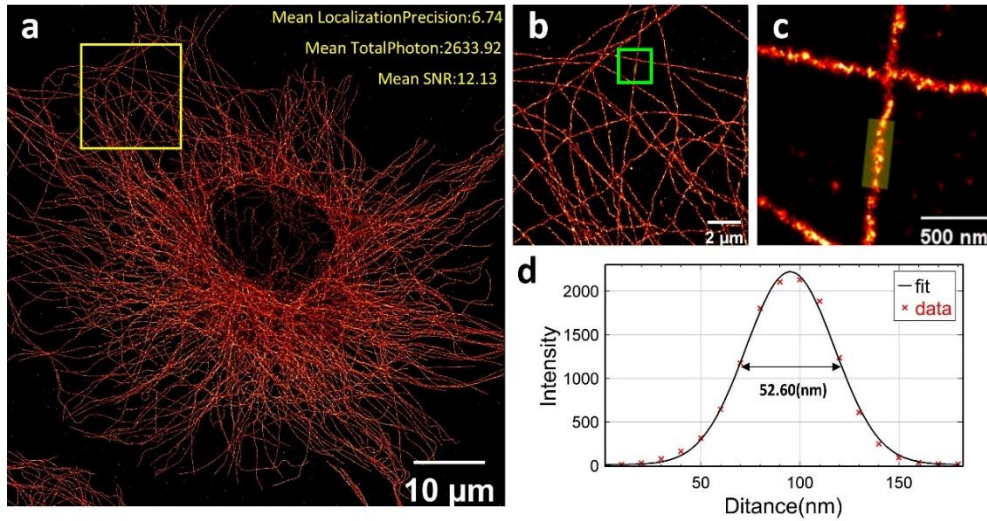 a
Mean LocalizationPrecision:6.74
Mean TotalPhoton:2633.92
Mean SNR:12.13
10 μm
b
2 μm
c
500 nm
d
Intensity
2000
1500
1000
500
0
fit
data
52.60(nm)
50
100
150
Ditance(nm)